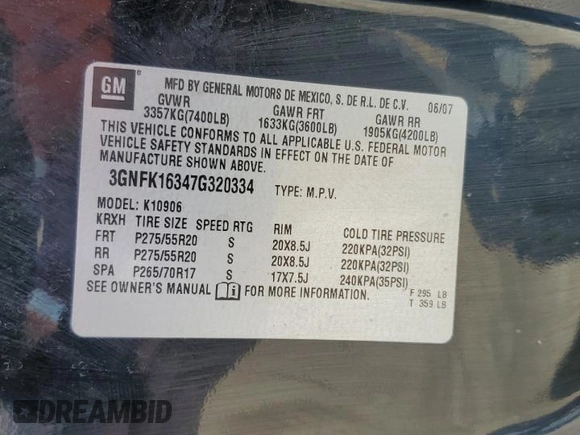 GM
MFD BY GENERAL MOTORS DE MEXICO, S. DE R.L. DE C.V. 06/07
GVWR GAWR FRT GAWR RR
3357KG(7400LB) 1633KG(3600LB) 1905KG(4200LB)
THIS VEHICLE CONFORMS TO ALL APPLICABLE U.S. FEDERAL MOTOR
VEHICLE SAFETY STANDARDS IN EFFECT ON THE DATE OF
MANUFACTURE SHOWN ABOVE.
3GNFK16347G320334 TYPE: M.P.V.
MODEL: K10906
KRXH TIRE SIZE SPEED RTG RIM COLD TIRE PRESSURE
FRT P275/55R20 S 20X8.5J 220KPA(32PSI)
RR P275/55R20 S 20X8.5J 220KPA(32PSI)
SPA P265/70R17 S 17X7.5J 240KPA(35PSI)
SEE OWNER'S MANUAL FOR MORE INFORMATION.
F 295 LB
T 359 LB
DREAMBID